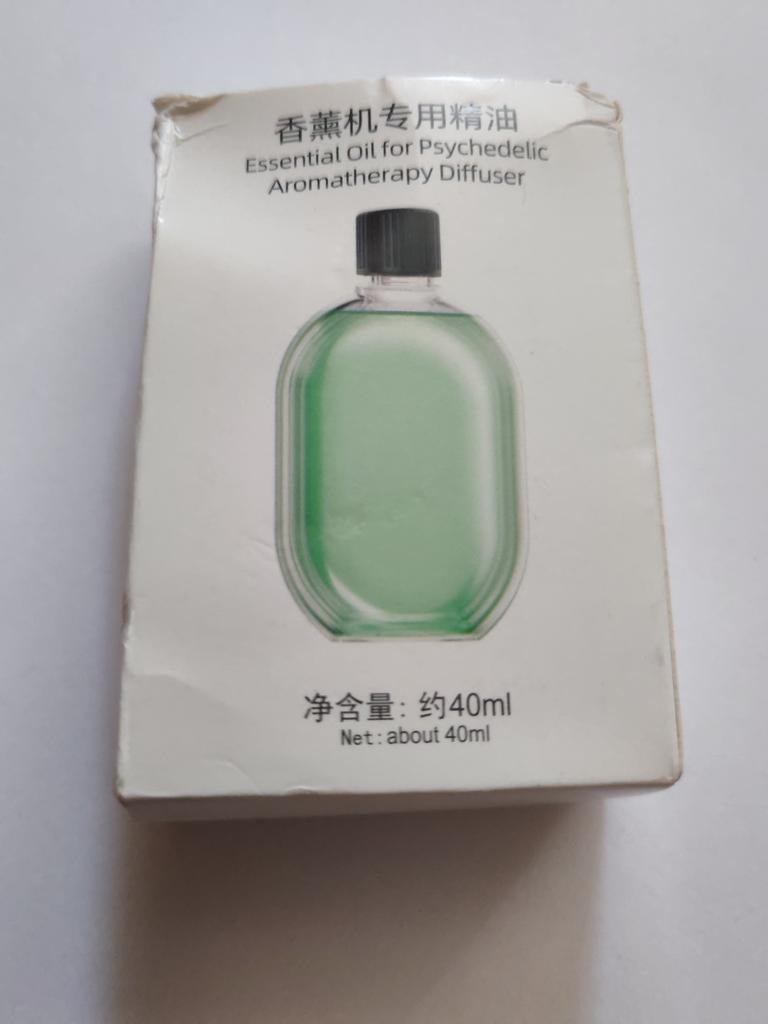 香薰机专用精油
Essential Oil for Psychedelic
Aromatherapy Diffuser
净含量：约40ml
Net: about 40ml